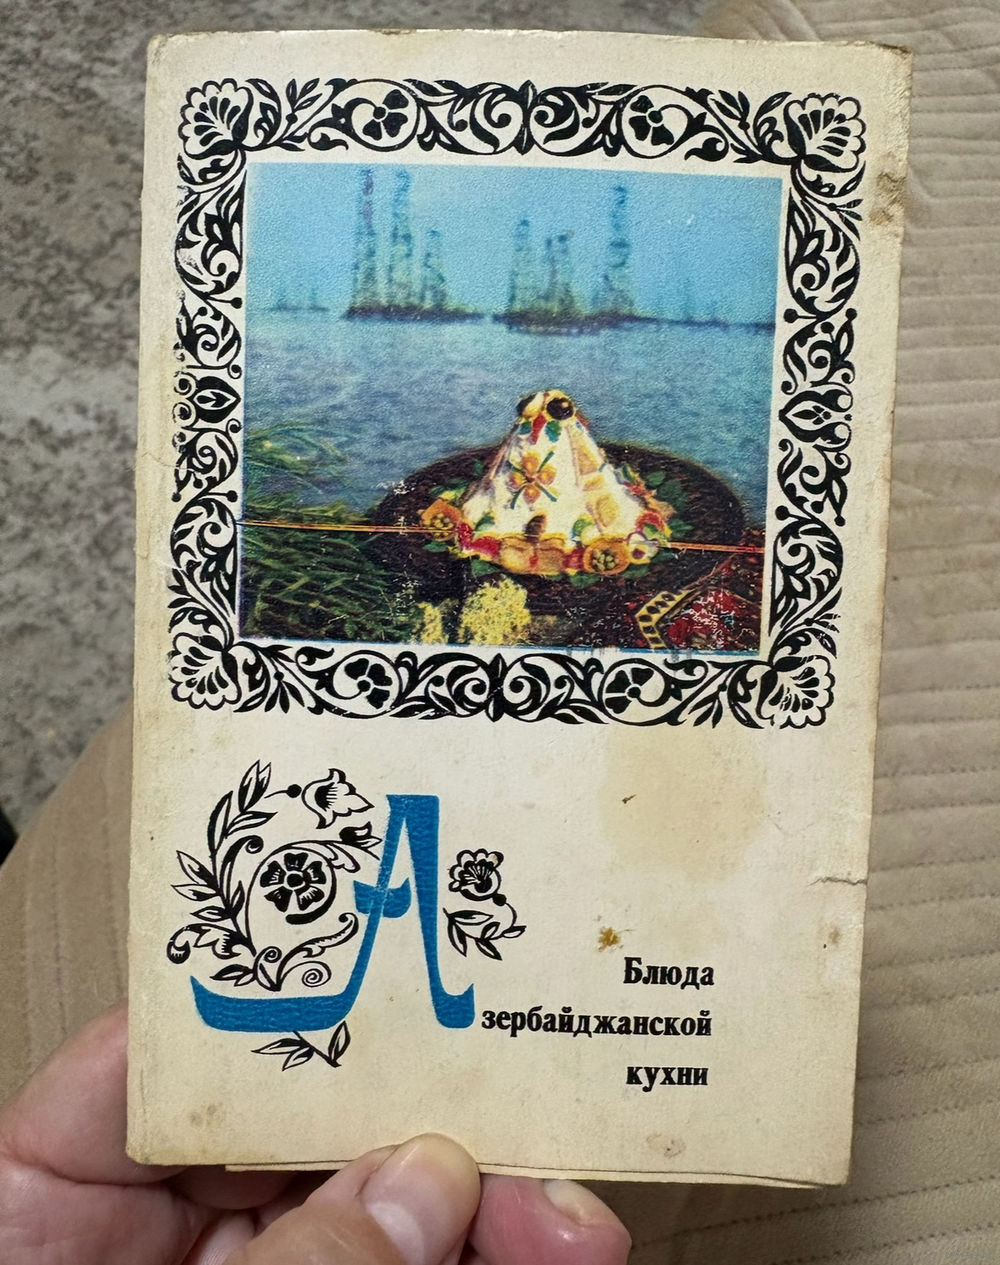 Блюда
Азербайджанской
кухни